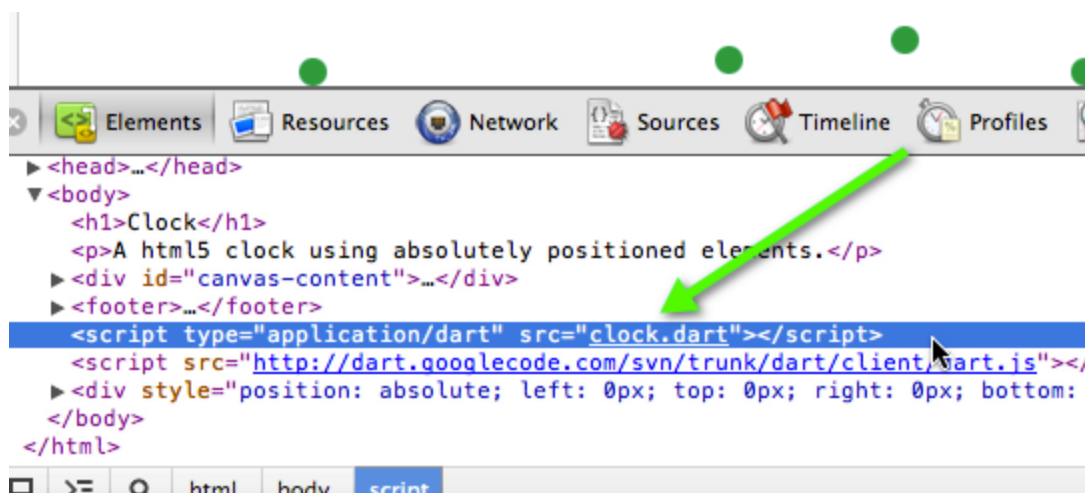 Elements Resources Network Sources Timeline Profiles
▶<head>…</head>
▼<body>
<h1>Clock</h1>
<p>A html5 clock using absolutely positioned elements.</p>
▶<div id="canvas-content">…</div>
▶<footer>…</footer>
<script type="application/dart" src="clock.dart"></script>
<script src="http://dart.googlecode.com/svn/trunk/dart/client/dart.js"></
▶<div style="position: absolute; left: 0px; top: 0px; right: 0px; bottom:
</body>
</html>
html body script